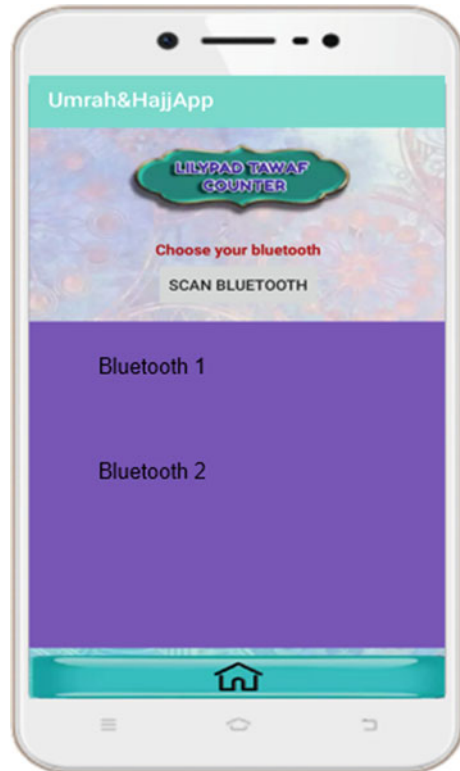 Umrah&HajjApp
LILYPAD TAWAF
COUNTER
Choose your bluetooth
SCAN BLUETOOTH
Bluetooth 1
Bluetooth 2